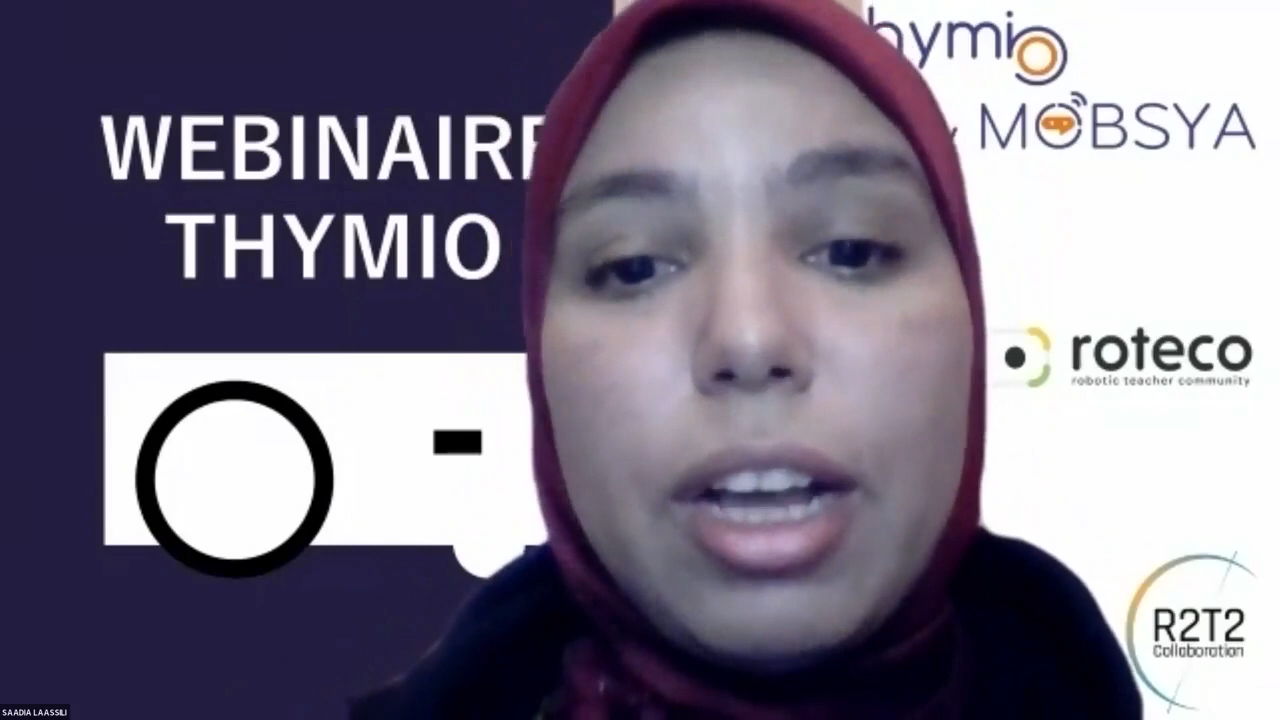 WEBINAIRE
THYMIO
hymio
MOBSYA
roteco
robotic teacher community
R2T2
Collaboration
SAADIA LAASSILI